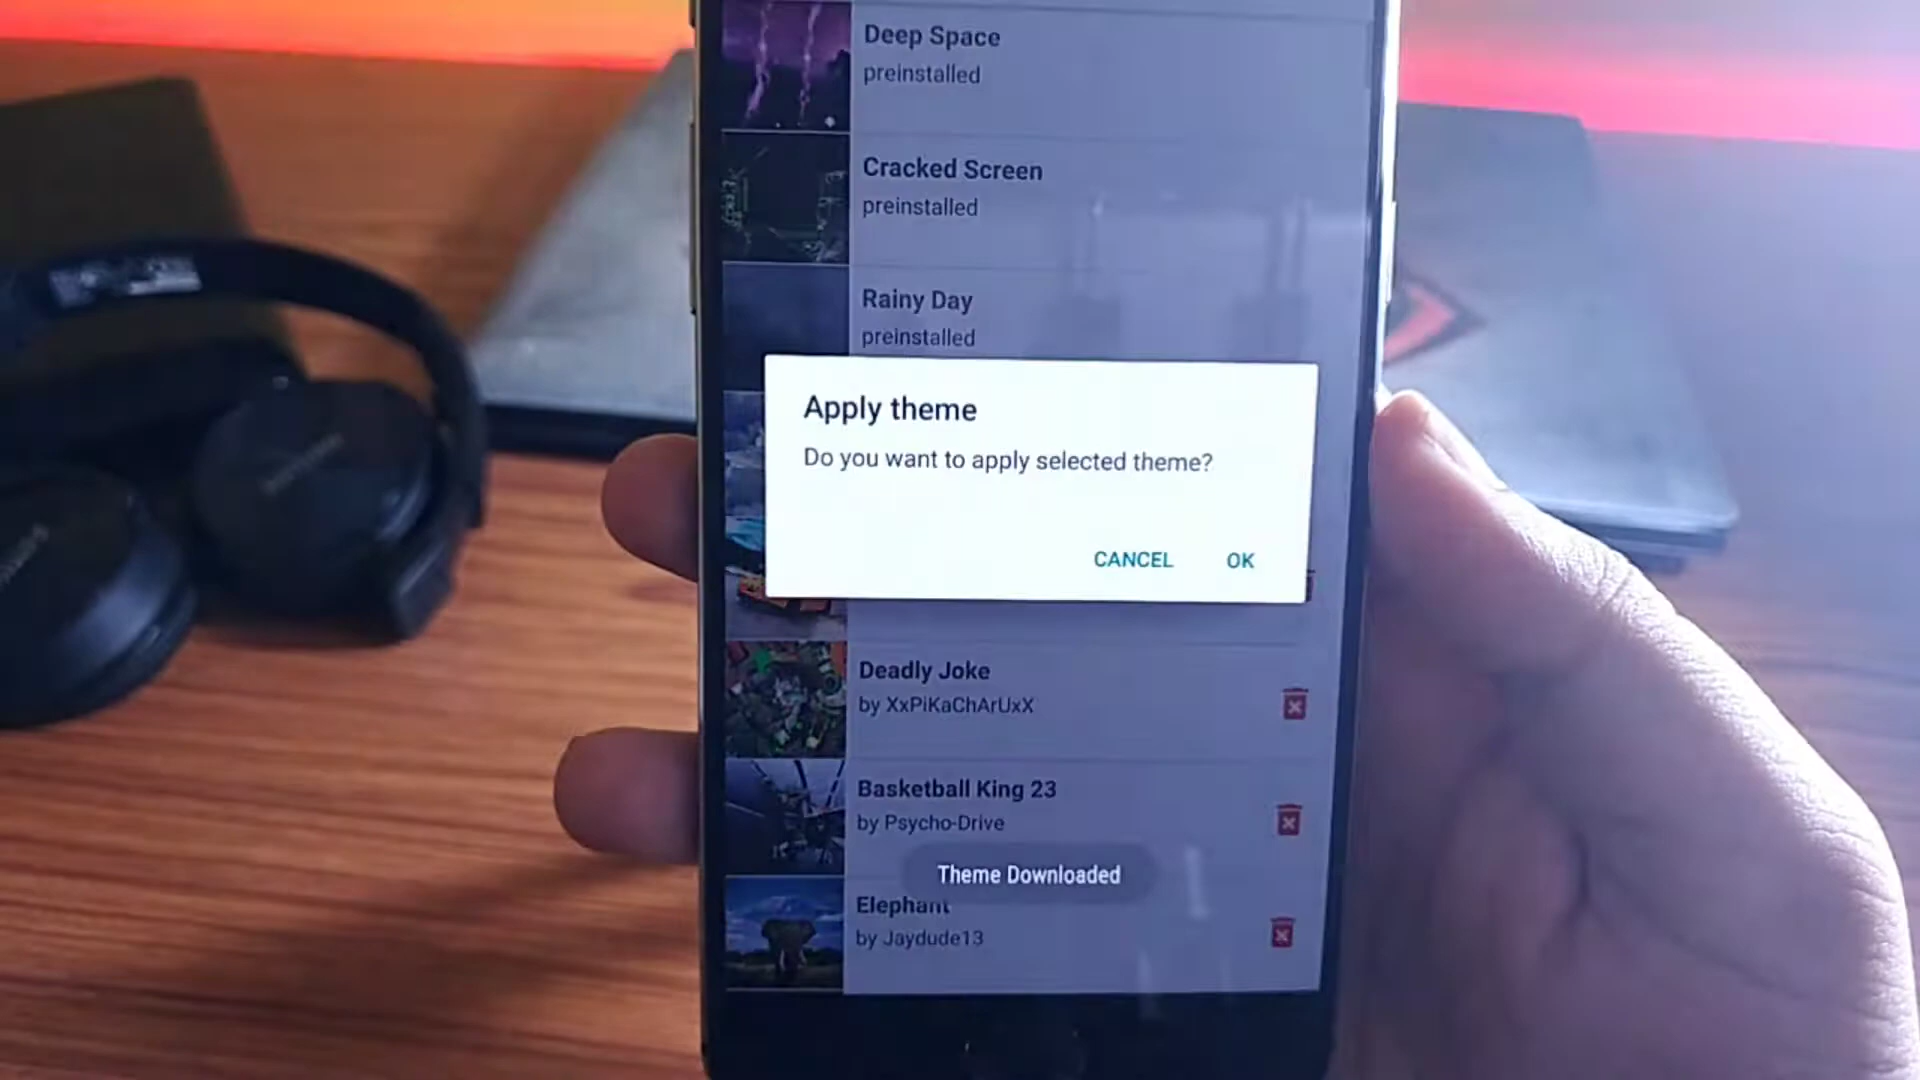 Deep Space
preinstalled
Cracked Screen
preinstalled
Rainy Day
preinstalled
Apply theme
Do you want to apply selected theme?
CANCEL OK
Deadly Joke
by XxPiKaChArUxX
Basketball King 23
by Psycho-Drive
Theme Downloaded
Elephant
by Jaydude13